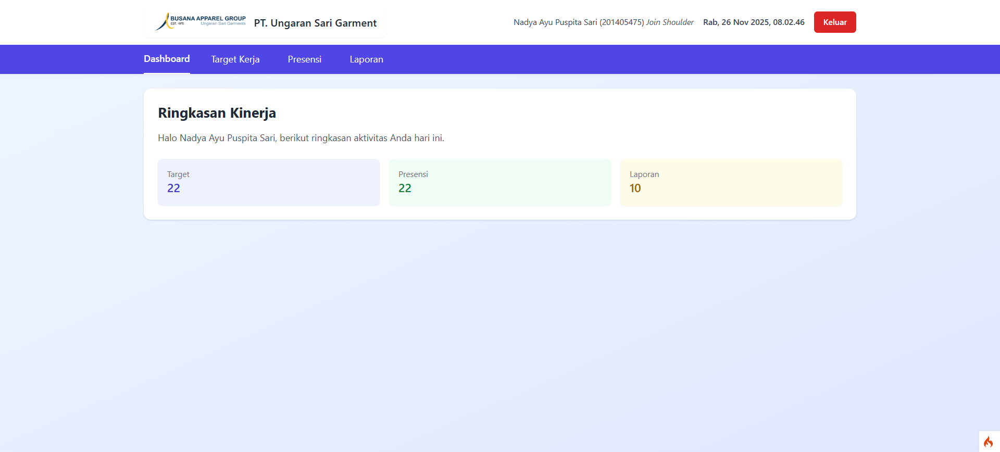 BUSANA APPAREL GROUP
EST. 1975
Ungaran Sari Garments
PT. Ungaran Sari Garment
Nadya Ayu Puspita Sari (201405475) Join Shoulder
Rab, 26 Nov 2025, 08.02.46
Keluar
Dashboard
Target Kerja
Presensi
Laporan
Ringkasan Kinerja
Halo Nadya Ayu Puspita Sari, berikut ringkasan aktivitas Anda hari ini.
Target
22
Presensi
22
Laporan
10